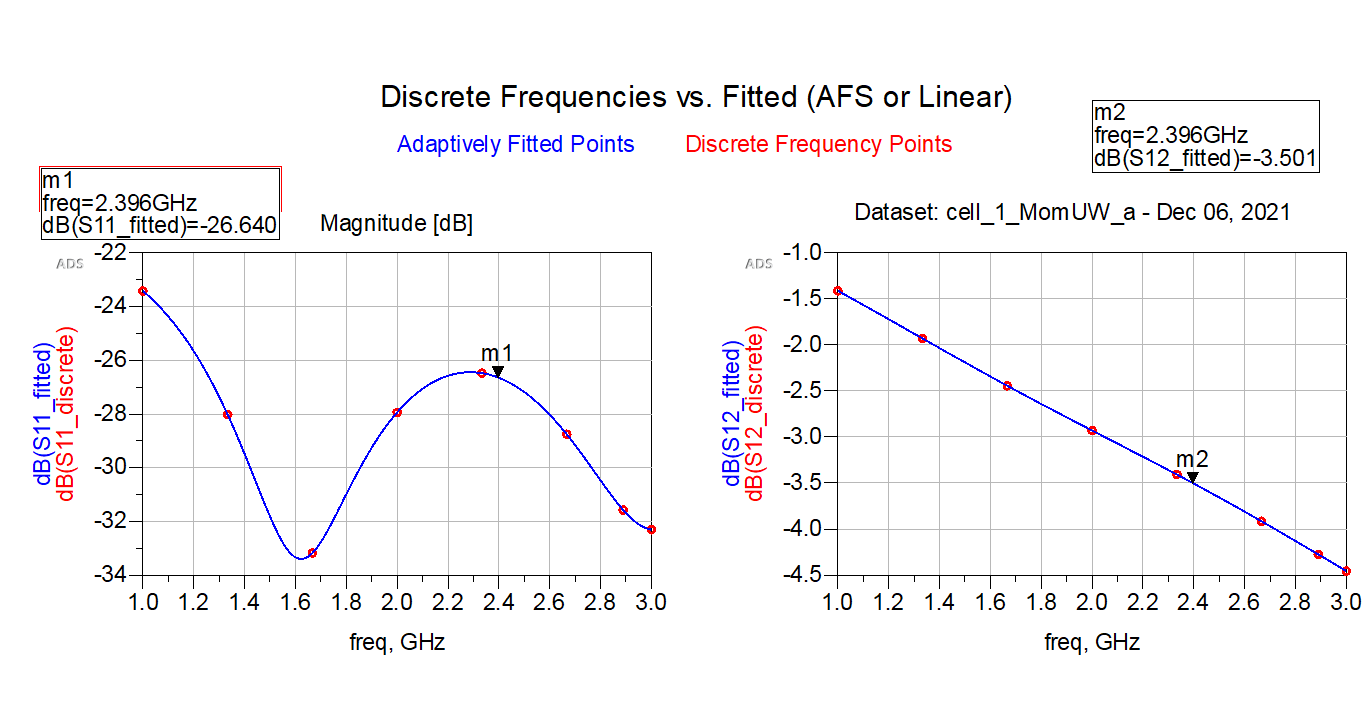 Discrete Frequencies vs. Fitted (AFS or Linear)
Adaptively Fitted Points
Discrete Frequency Points
m1
freq=2.396GHz
dB(S11_fitted)=-26.640
Magnitude [dB]
m2
freq=2.396GHz
dB(S12_fitted)=-3.501
Dataset: cell_1_MomUW_a - Dec 06, 2021
ADS
dB(S11_fitted)
dB(S11_discrete)
-22
-24
-26
-28
-30
-32
-34
m1
1.0 1.2 1.4 1.6 1.8 2.0 2.2 2.4 2.6 2.8 3.0
freq, GHz
ADS
dB(S12_fitted)
dB(S12_discrete)
-1.0
-1.5
-2.0
-2.5
-3.0
-3.5
-4.0
-4.5
m2
1.0 1.2 1.4 1.6 1.8 2.0 2.2 2.4 2.6 2.8 3.0
freq, GHz